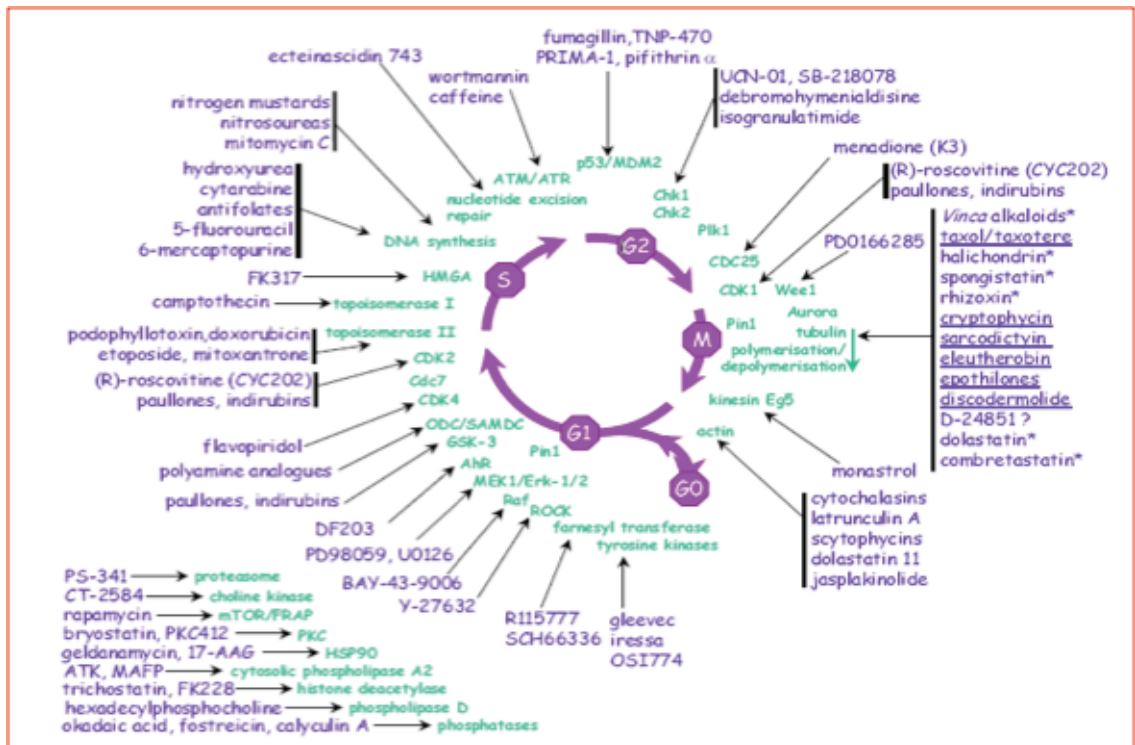 fumagillin,TNP-470
PRIMA-1, pifithrin α
ecteinascidin 743
wortmannin
caffeine
UCN-01, SB-218078
debromohymenialdisine
isogranulatimide
nitrogen mustards
nitrosoureas
mitomycin C
menadione (K3)
(R)-roscovitine (CYC202)
paullones, indirubins
hydroxyurea
cytarabine
antifolates
5-fluorouracil
6-mercaptopurine
p53/MDM2
ATM/ATR
nucleotide excision
repair
DNA synthesis
Chk1
Chk2
Plk1
CDC25
CDK1
Wee1
PD0166285
Vinca alkaloids*
taxol/taxotere
halichondrin*
spongistatin*
rhizoxin*
cryptophycin
sarcodictyin
eleutherobin
epothilones
discodermolide
D-24851 ?
dolastatin*
combretastatin*
FK317
HMGA
camptothecin
topoisomerase I
podophyllotoxin,doxorubicin
etoposide, mitoxantrone
topoisomerase II
(R)-roscovitine (CYC202)
paullones, indirubins
CDK2
Cdc7
CDK4
flavopiridol
ODC/SAMDC
polyamine analogues
GSK-3
paullones, indirubins
S
G2
M
G1
G0
Pin1
Aurora
tubulin
polymerisation/
depolymerisation
kinesin Eg5
actin
monastrol
cytochalasins
latrunculin A
scytophycins
dolastatin 11
jasplakinolide
Pin1
AhR
MEK1/Erk-1/2
Raf
ROCK
farnesyl transferase
tyrosine kinases
DF203
PD98059, U0126
BAY-43-9006
Y-27632
R115777
SCH66336
gleevec
iressa
OSI774
PS-341
proteasome
CT-2584
choline kinase
rapamycin
mTOR/FRAP
bryostatin, PKC412
PKC
geldanamycin, 17-AAG
HSP90
ATK, MAFP
cytosolic phospholipase A2
trichostatin, FK228
histone deacetylase
hexadecylphosphocholine
phospholipase D
okadaic acid, fostreicin, calyculin A
phosphatases